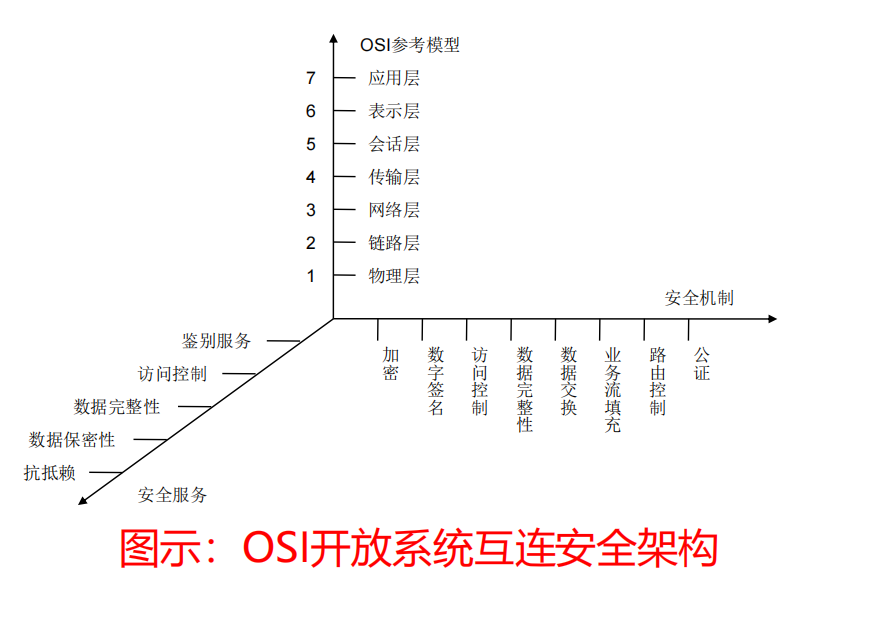 OSI参考模型
7 应用层
6 表示层
5 会话层
4 传输层
3 网络层
2 链路层
1 物理层
安全机制
加密
数字签名
访问控制
数据完整性
数据交换
业务流填充
路由控制
公证
鉴别服务
访问控制
数据完整性
数据保密性
抗抵赖
安全服务
图示：OSI开放系统互连安全架构